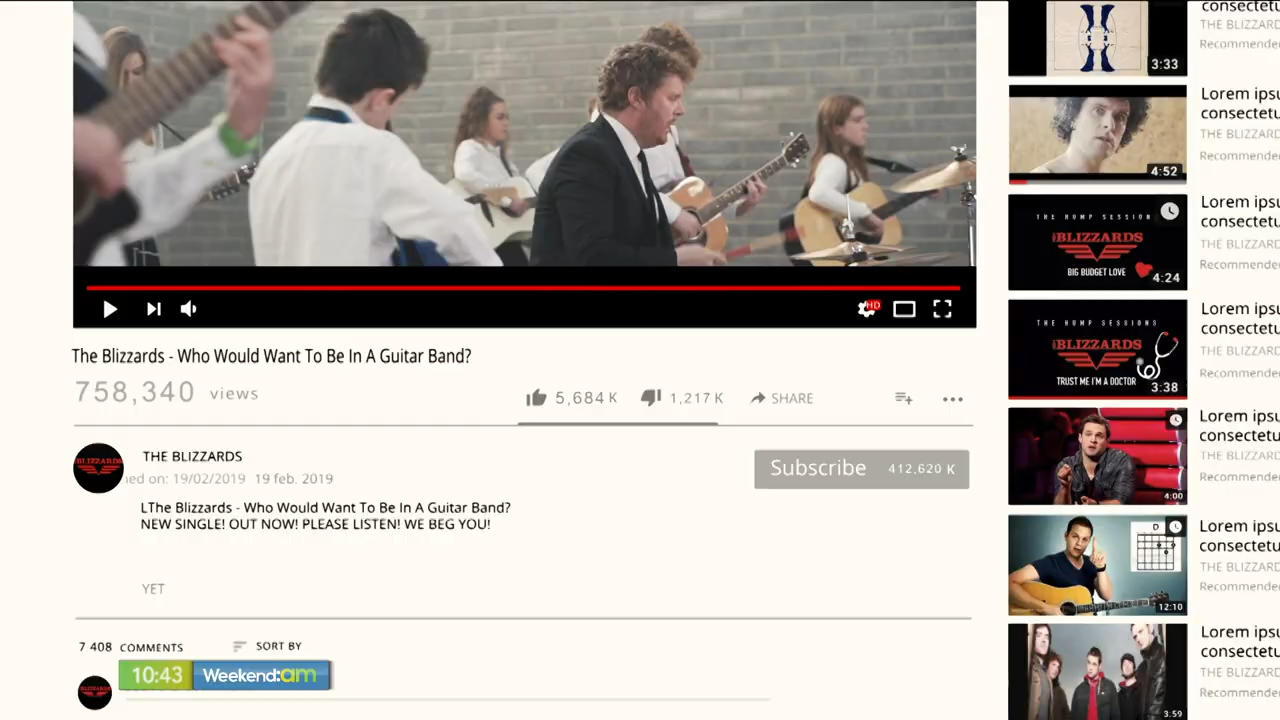 HD
The Blizzards - Who Would Want To Be In A Guitar Band?
758,340 views
5,684 K
1,217 K
SHARE
THE BLIZZARDS
Subscribe 412,620 K
ed on: 19/02/2019 19 feb. 2019
LThe Blizzards - Who Would Want To Be In A Guitar Band?
NEW SINGLE! OUT NOW! PLEASE LISTEN! WE BEG YOU!
YET
7 408 COMMENTS
SORT BY
10:43 Weekend:am
BLIZZARDS
3:33
consectetu
THE BLIZZARD
Recommende
4:52
Lorem ipsu
consectetu
THE BLIZZARD
Recommende
THE HUMP SESSION
THE BLIZZARDS
BIG BUDGET LOVE
4:24
Lorem ipsu
consectetu
THE BLIZZARD
Recommende
THE HUMP SESSIONS
THE BLIZZARDS
TRUST ME I'M A DOCTOR
3:38
Lorem ipsu
consectetu
THE BLIZZARD
Recommende
4:00
Lorem ipsu
consectetu
THE BLIZZARD
Recommende
D
12:10
Lorem ipsu
consectetu
THE BLIZZARD
Recommende
3:59
Lorem ipsu
consectetu
THE BLIZZARD
Recommende